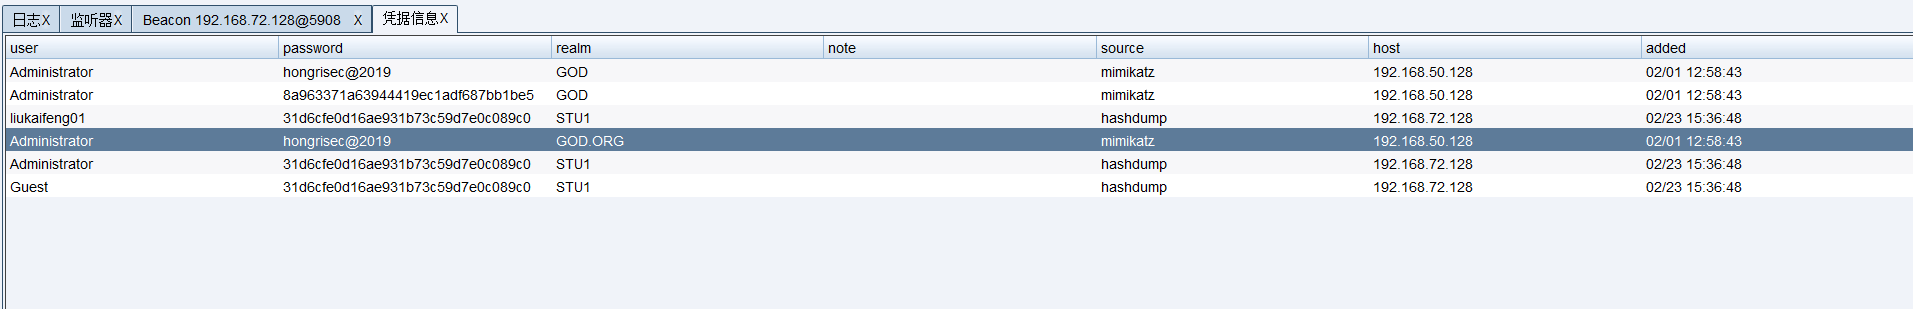 日志X 监听器X Beacon 192.168.72.128@5908 X 凭据信息X
user password realm note source host added
Administrator hongrisec@2019 GOD mimikatz 192.168.50.128 02/01 12:58:43
Administrator 8a963371a63944419ec1adf687bb1be5 GOD mimikatz 192.168.50.128 02/01 12:58:43
liukaifeng01 31d6cfe0d16ae931b73c59d7e0c089c0 STU1 hashdump 192.168.72.128 02/23 15:36:48
Administrator hongrisec@2019 GOD.ORG mimikatz 192.168.50.128 02/01 12:58:43
Administrator 31d6cfe0d16ae931b73c59d7e0c089c0 STU1 hashdump 192.168.72.128 02/23 15:36:48
Guest 31d6cfe0d16ae931b73c59d7e0c089c0 STU1 hashdump 192.168.72.128 02/23 15:36:48